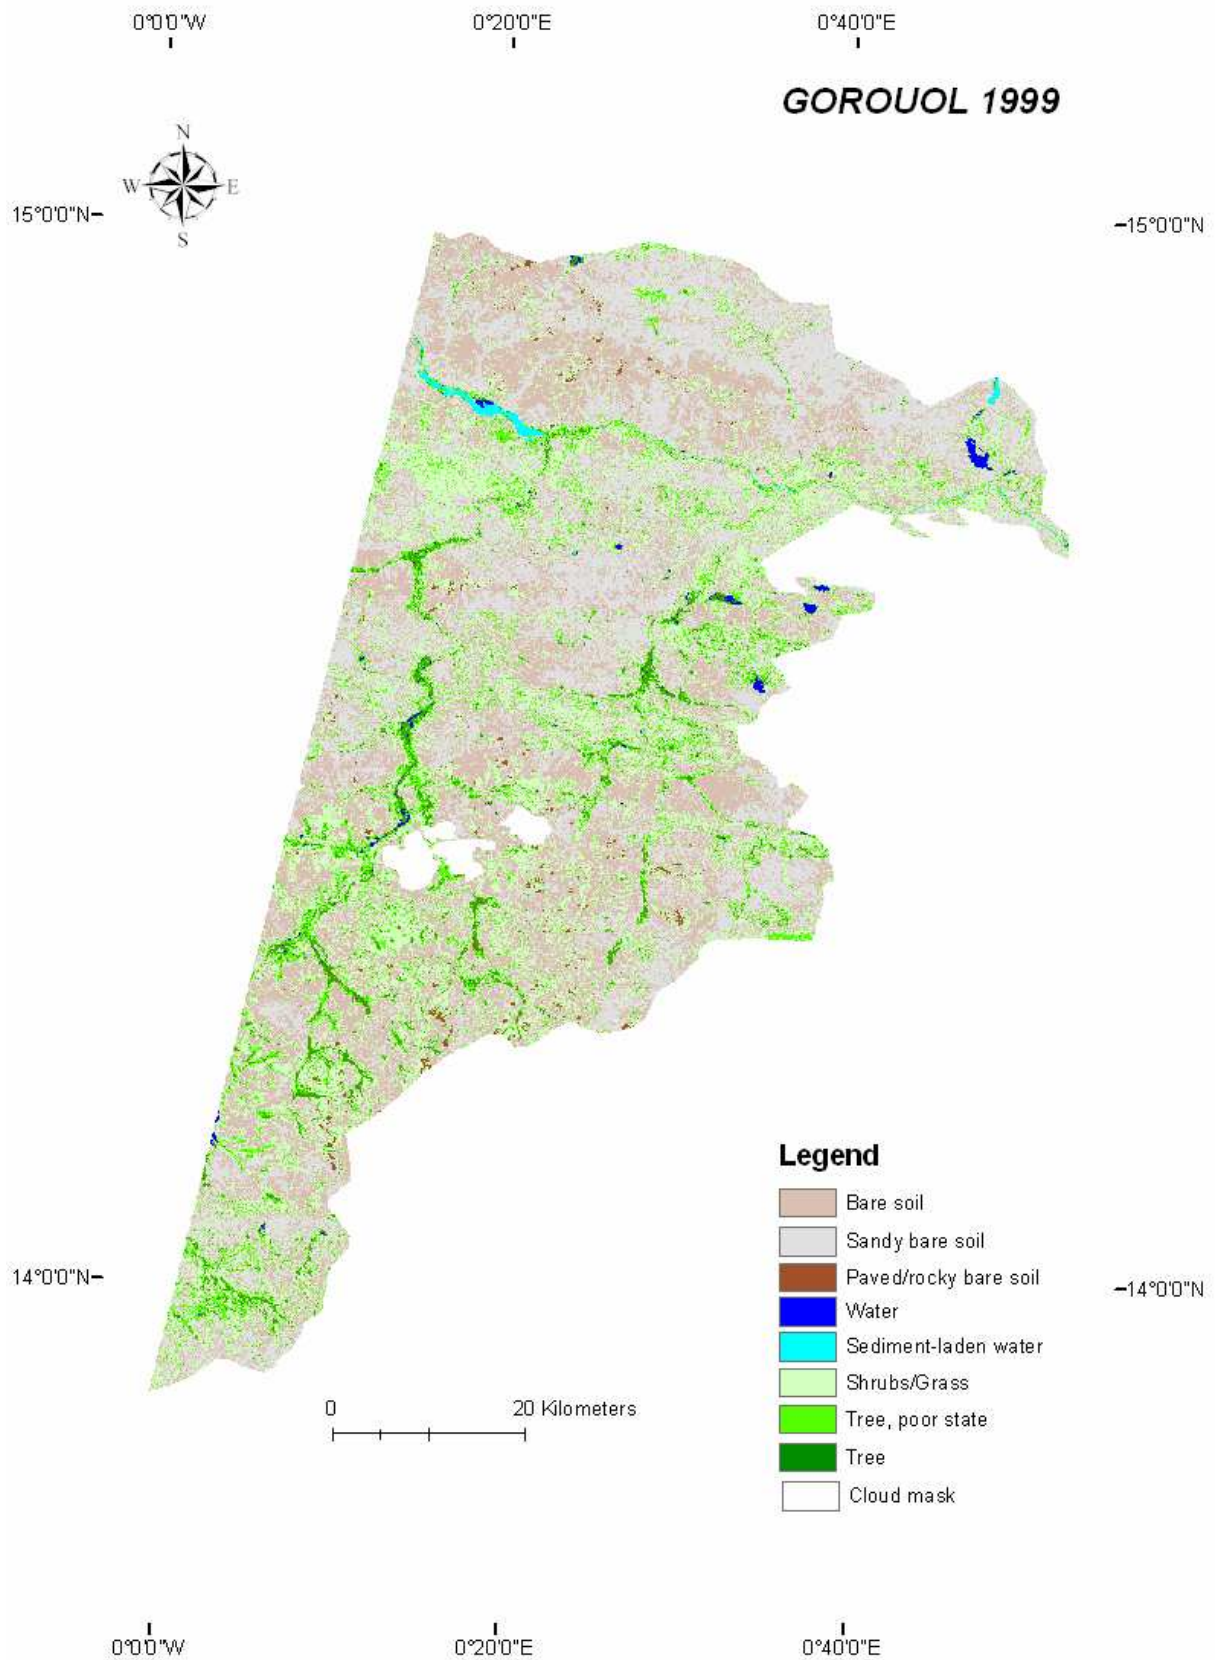 0°0'0"W 0°20'0"E 0°40'0"E
GOROUOL 1999
N
W E
S
15°0'0"N
15°0'0"N
Legend
Bare soil
Sandy bare soil
14°0'0"N
Paved/rocky bare soil
14°0'0"N
Water
Sediment-laden water
Shrubs/Grass
0 20 Kilometers
Tree, poor state
Tree
Cloud mask
0°0'0"W 0°20'0"E 0°40'0"E